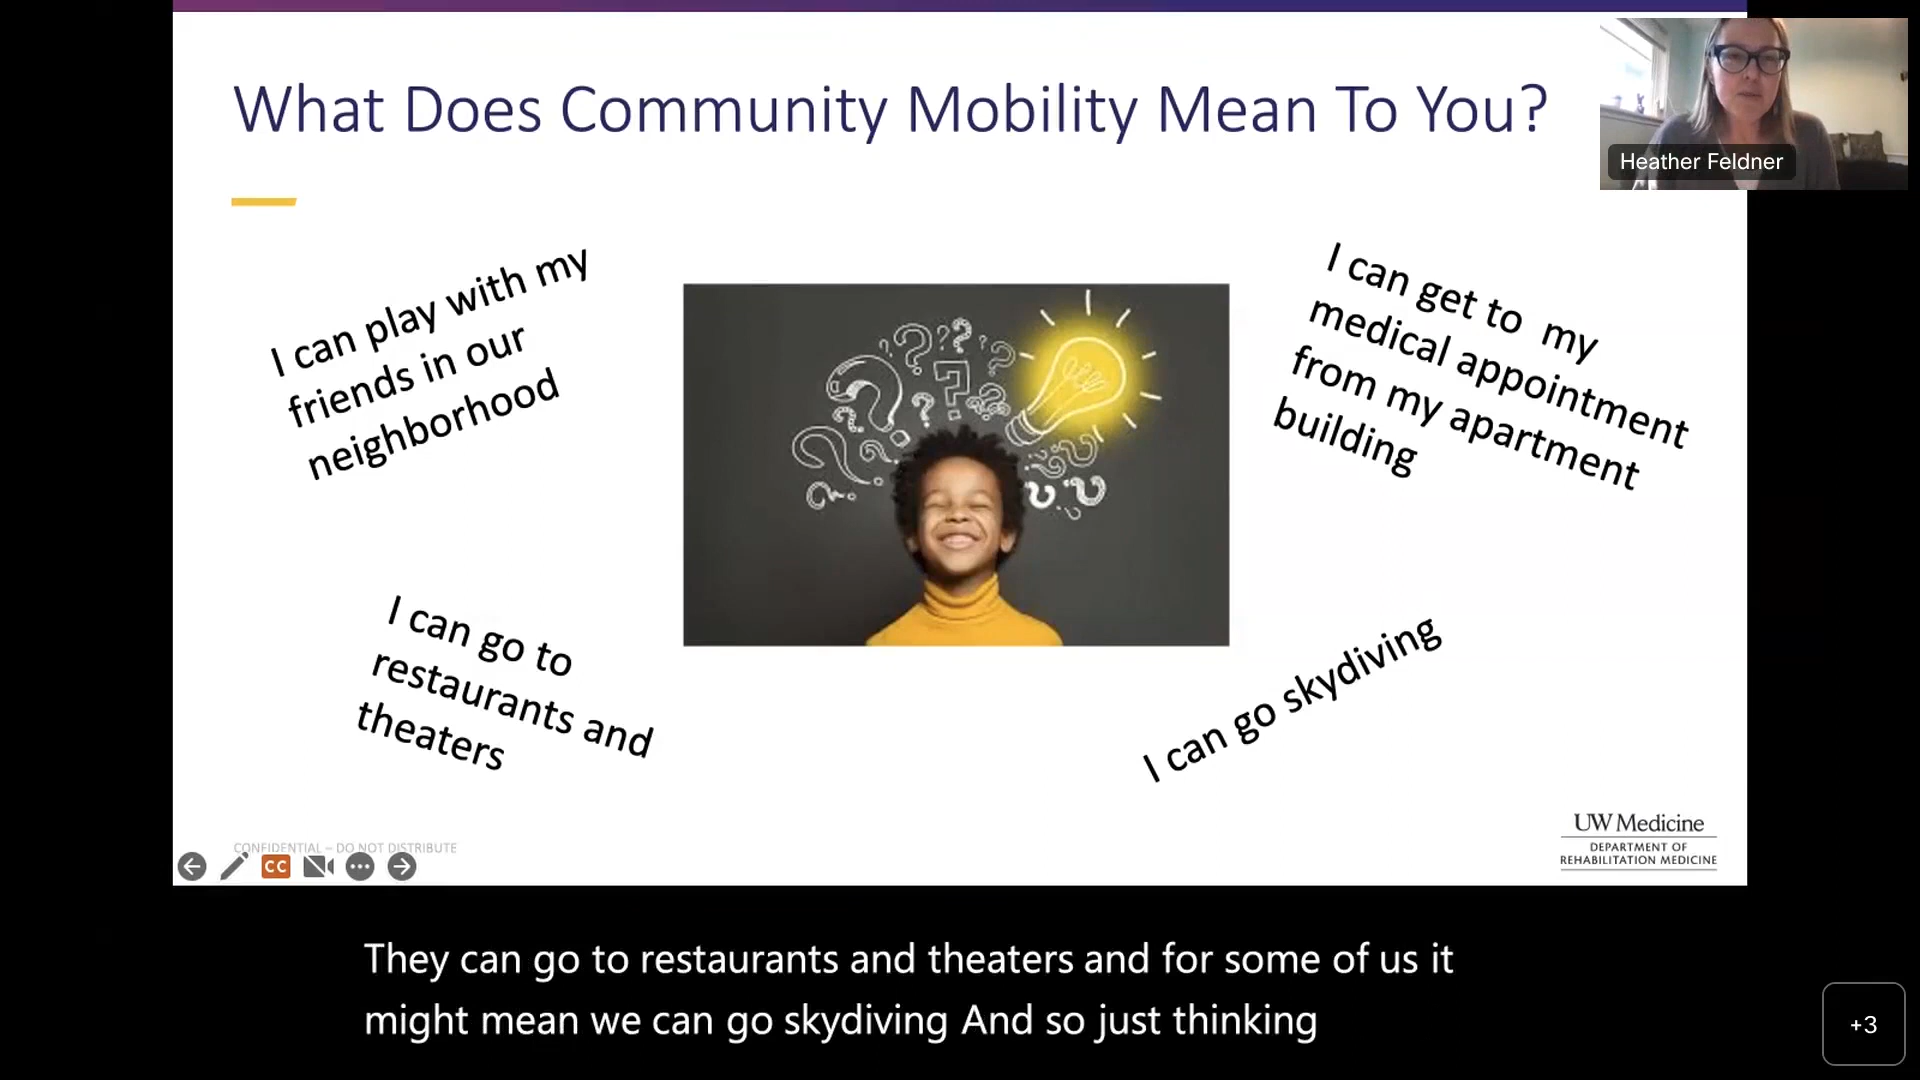 What Does Community Mobility Mean To You?
Heather Feldner
I can play with my
friends in our
neighborhood
I can get to my
medical appointment
from my apartment
building
I can go to
restaurants and
theaters
I can go skydiving
CONFIDENTIAL – DO NOT DISTRIBUTE
CC
UW Medicine
DEPARTMENT OF
REHABILITATION MEDICINE
They can go to restaurants and theaters and for some of us it
might mean we can go skydiving And so just thinking
+3